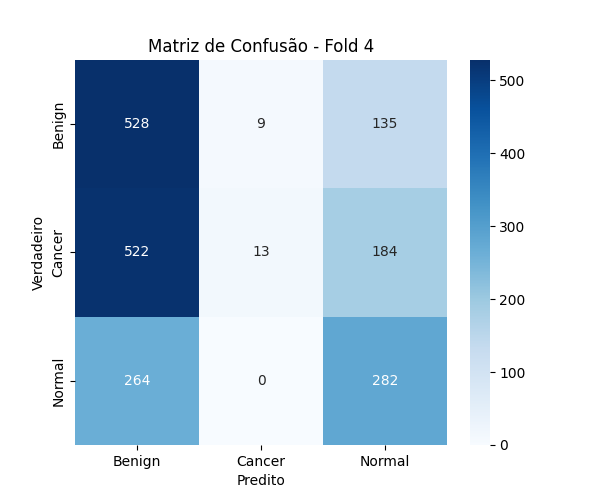 Matriz de Confusão - Fold 4
Verdadeiro
Benign
528 9 135
Cancer
522 13 184
Normal
264 0 282
Benign Cancer Normal
Predito
500
400
300
200
100
0